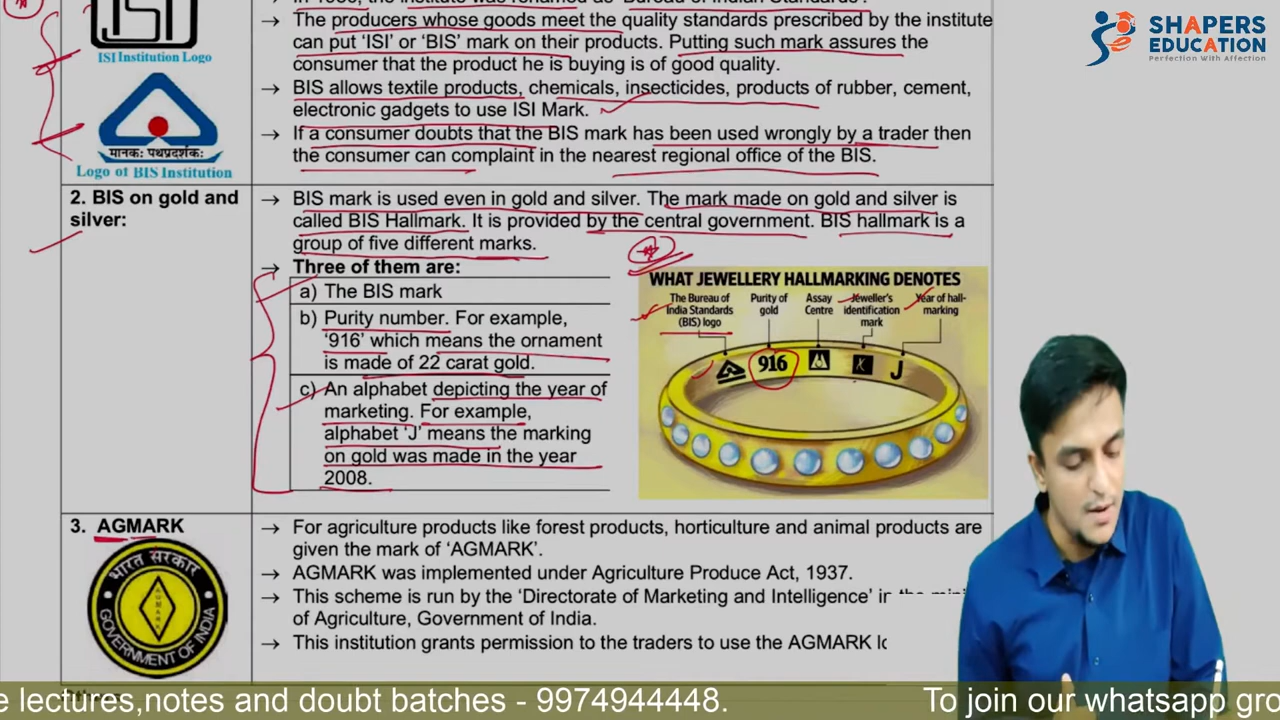 In 1986, the institute was renamed as 'Bureau of Indian Standards'.
The producers whose goods meet the quality standards prescribed by the institute
can put 'ISI' or 'BIS' mark on their products. Putting such mark assures the
consumer that the product he is buying is of good quality.
ISI Institution Logo
→ BIS allows textile products, chemicals, insecticides, products of rubber, cement,
electronic gadgets to use ISI Mark.
→ If a consumer doubts that the BIS mark has been used wrongly by a trader then
the consumer can complaint in the nearest regional office of the BIS.
मानकः पथप्रदर्शकः
Logo of BIS Institution
SHAPERS
EDUCATION
Perfection With Affection
2. BIS on gold and
silver:
→ BIS mark is used even in gold and silver. The mark made on gold and silver is
called BIS Hallmark. It is provided by the central government. BIS hallmark is a
group of five different marks.
→ Three of them are:
a) The BIS mark
b) Purity number. For example,
'916' which means the ornament
is made of 22 carat gold.
c) An alphabet depicting the year of
marketing. For example,
alphabet 'J' means the marking
on gold was made in the year
2008.
WHAT JEWELLERY HALLMARKING DENOTES
The Bureau of
India Standards
(BIS) logo
Purity of
gold
Assay
Centre
Jeweller's
identification
mark
Year of hall-
marking
916
J
3. AGMARK
भारत सरकार
AGMARK
GOVERNMENT OF INDIA
→ For agriculture products like forest products, horticulture and animal products are
given the mark of 'AGMARK'.
→ AGMARK was implemented under Agriculture Produce Act, 1937.
→ This scheme is run by the 'Directorate of Marketing and Intelligence' in the
of Agriculture, Government of India.
→ This institution grants permission to the traders to use the AGMARK
e lectures,notes and doubt batches - 9974944448.
To join our whatsapp gro